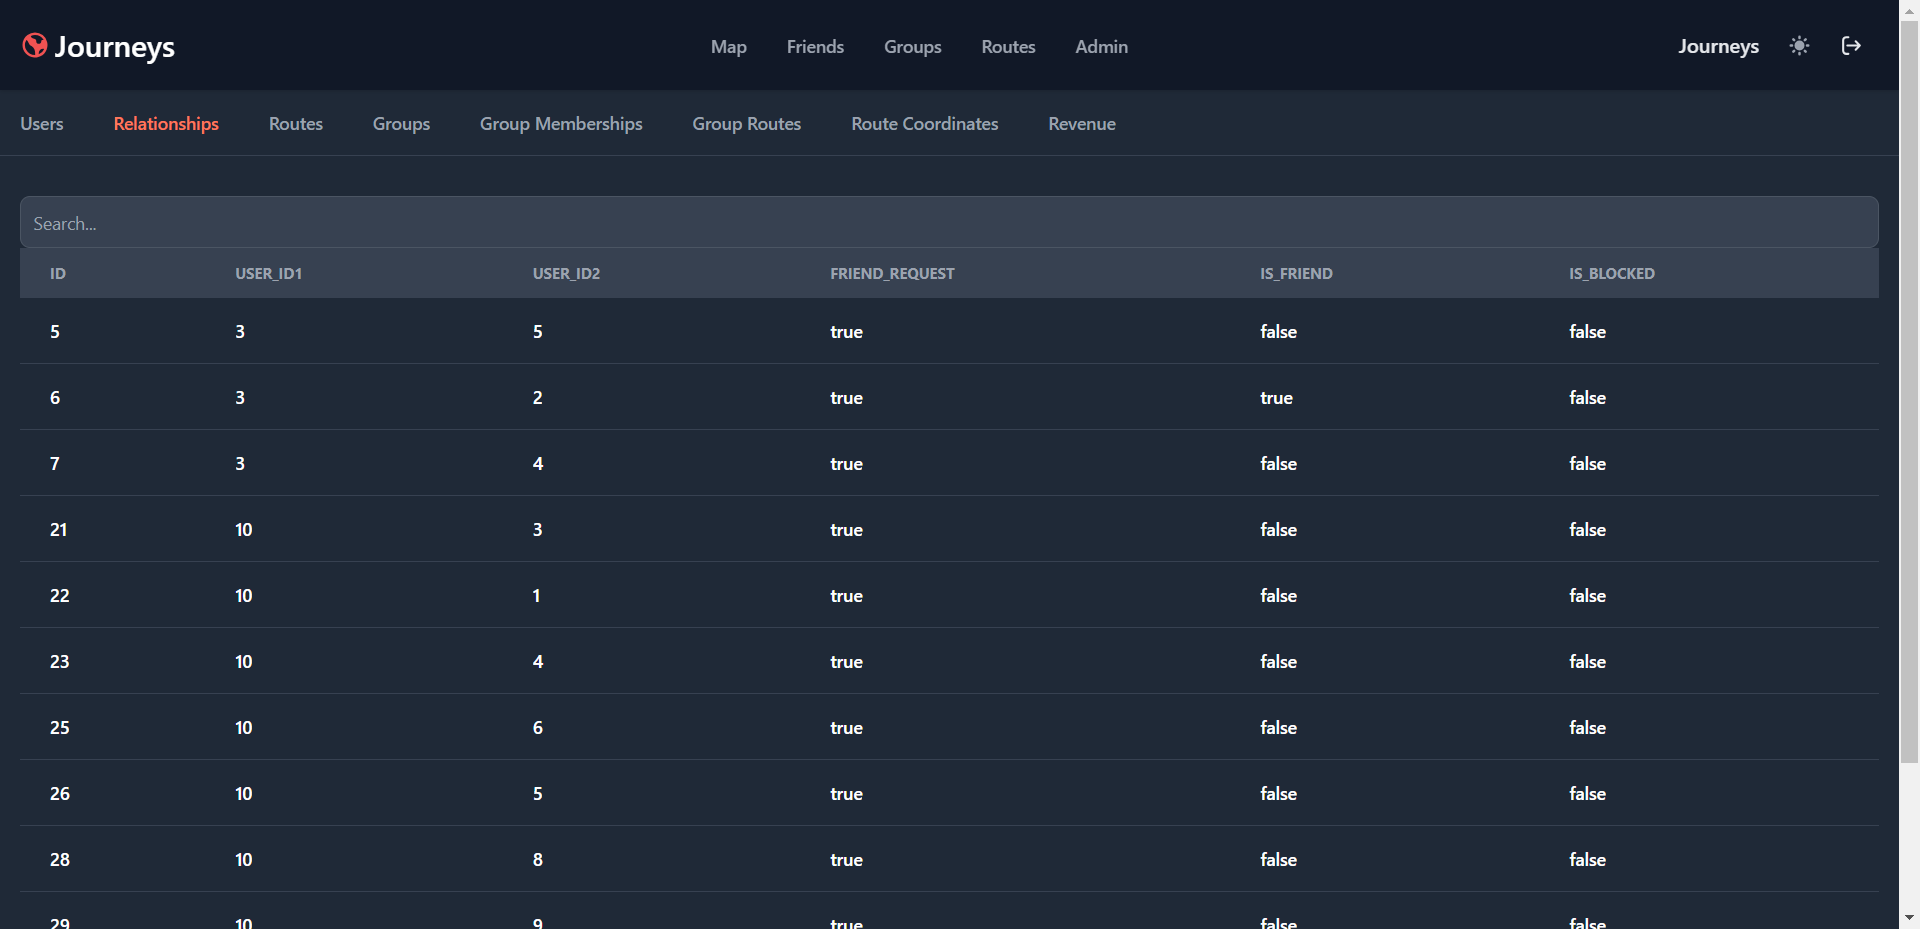 Journeys Map Friends Groups Routes Admin Journeys
Users Relationships Routes Groups Group Memberships Group Routes Route Coordinates Revenue
Search...
ID USER_ID1 USER_ID2 FRIEND_REQUEST IS_FRIEND IS_BLOCKED
5 3 5 true false false
6 3 2 true true false
7 3 4 true false false
21 10 3 true false false
22 10 1 true false false
23 10 4 true false false
25 10 6 true false false
26 10 5 true false false
28 10 8 true false false
29 10 9 true false false